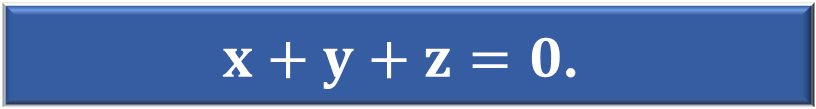 x + y + z = 0.